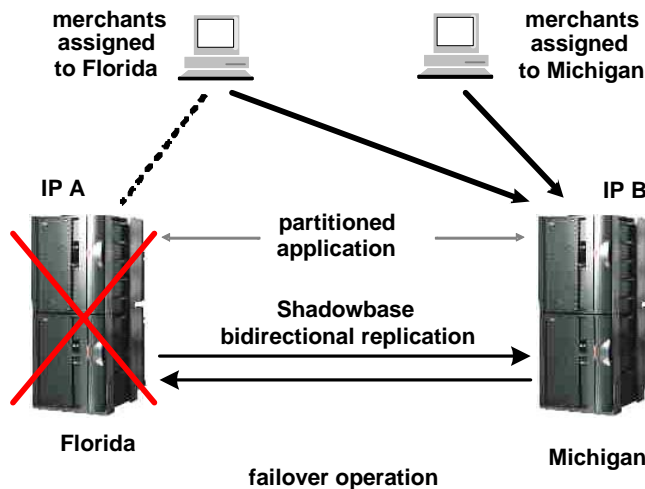 merchants
assigned
to Florida
merchants
assigned
to Michigan
IP A
IP B
partitioned
application
Shadowbase
bidirectional replication
Florida
Michigan
failover operation